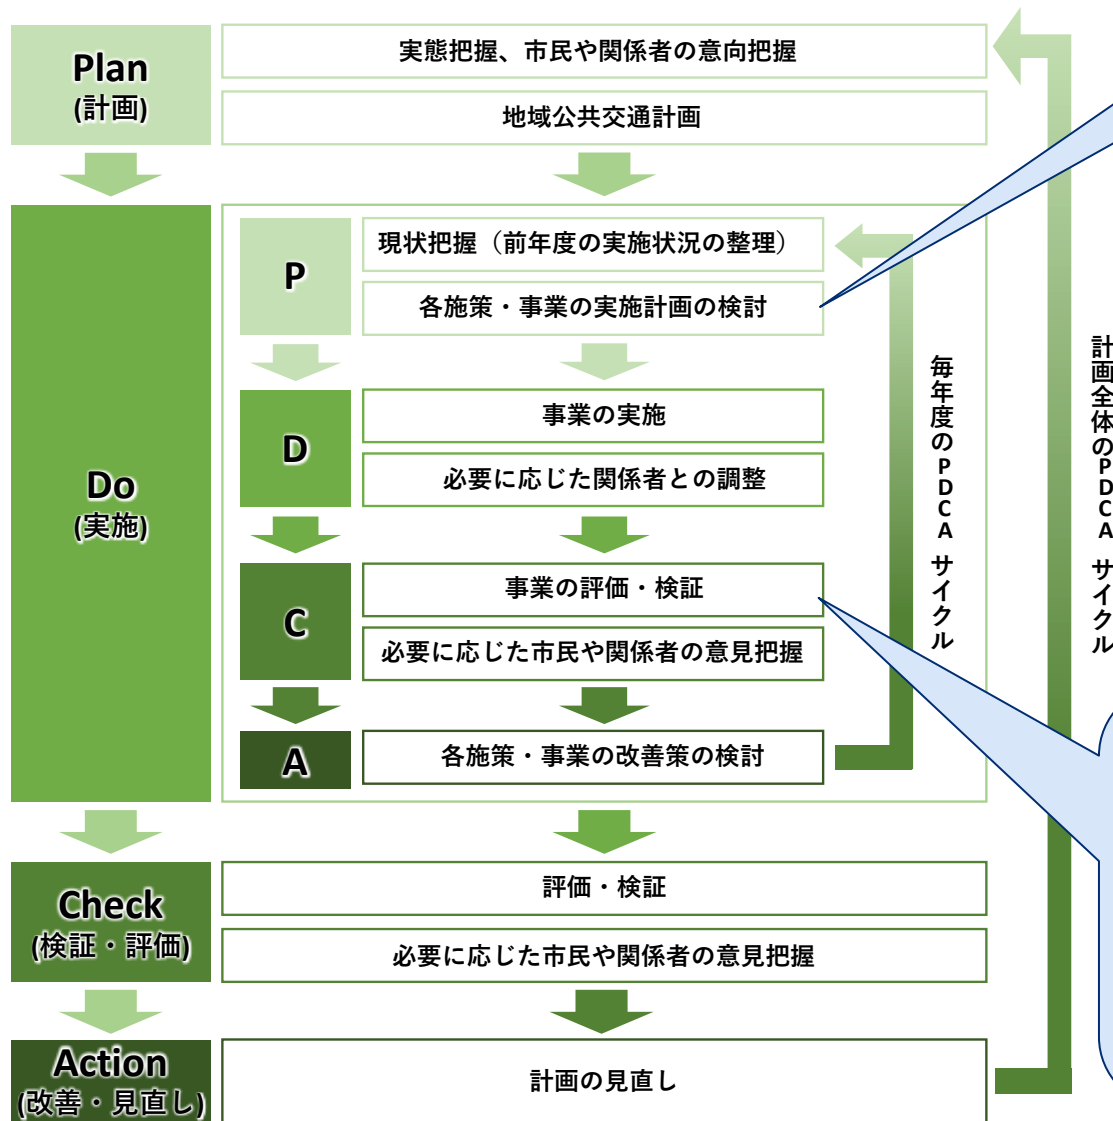 Plan
(計画)
実態把握、市民や関係者の意向把握
地域公共交通計画
Do
(実施)
P
現状把握（前年度の実施状況の整理）
各施策・事業の実施計画の検討
D
事業の実施
必要に応じた関係者との調整
C
事業の評価・検証
必要に応じた市民や関係者の意見把握
A
各施策・事業の改善策の検討
毎年度のPDCAサイクル
計画全体のPDCAサイクル
Check
(検証・評価)
評価・検証
必要に応じた市民や関係者の意見把握
Action
(改善・見直し)
計画の見直し